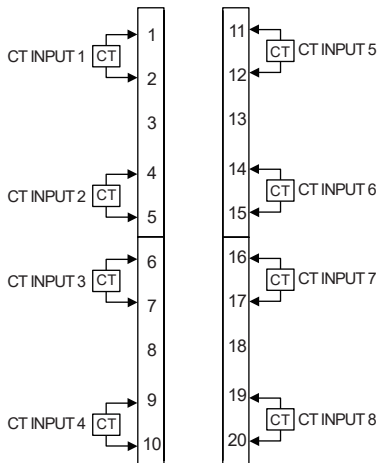 1
CT INPUT 1 CT
2
3
4
CT INPUT 2 CT
5
6
CT INPUT 3 CT
7
8
9
CT INPUT 4 CT
10
11
CT CT INPUT 5
12
13
14
CT CT INPUT 6
15
16
CT CT INPUT 7
17
18
19
CT CT INPUT 8
20